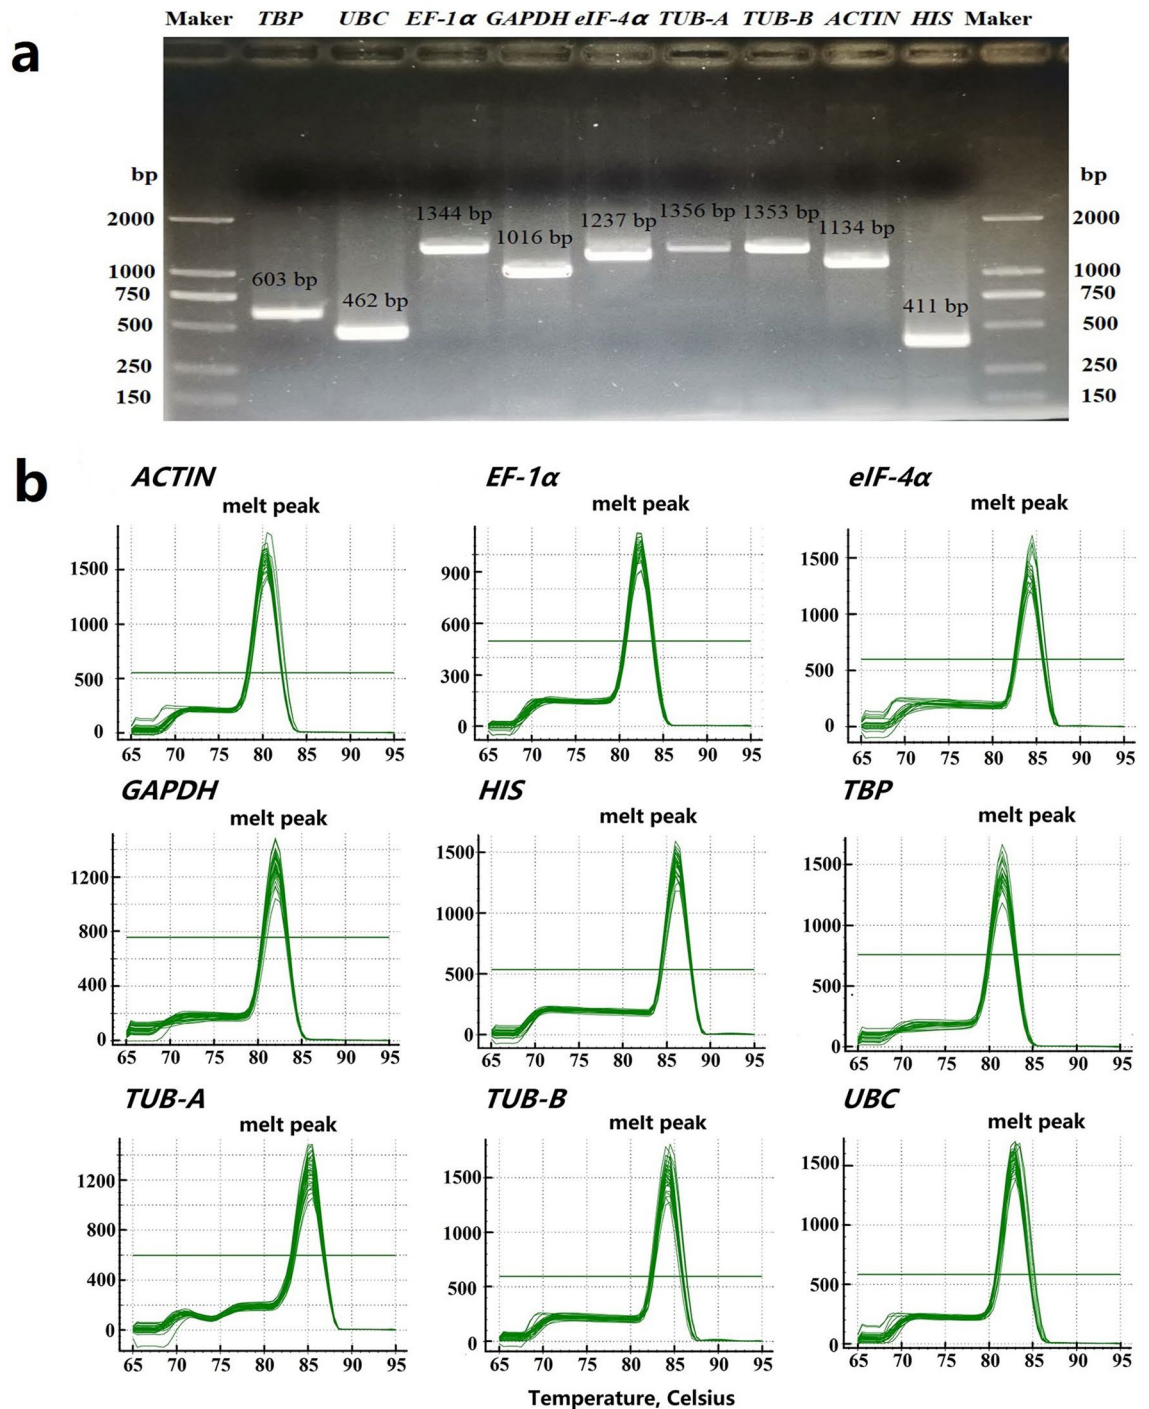 Maker TBP UBC EF-1α GAPDH eIF-4α TUB-A TUB-B ACTIN HIS Maker
a
bp bp
1344 bp 1237 bp 1356 bp 1353 bp
2000 1016 bp 1134 bp 2000
1000 603 bp 1000
750 462 bp 411 bp 750
500 500
250 250
150 150
b
ACTIN EF-1α eIF-4α
melt peak melt peak melt peak
1500 900 1500
1000 600 1000
500 300 500
0 0 0
65 70 75 80 85 90 95 65 70 75 80 85 90 95 65 70 75 80 85 90 95
GAPDH HIS TBP
melt peak melt peak melt peak
1200 1500 1500
800 1000 1000
400 500 500
0 0 0
65 70 75 80 85 90 95 65 70 75 80 85 90 95 65 70 75 80 85 90 95
TUB-A TUB-B UBC
melt peak melt peak melt peak
1200 1500 1500
800 1000 1000
400 500 500
0 0 0
65 70 75 80 85 90 95 65 70 75 80 85 90 95 65 70 75 80 85 90 95
Temperature, Celsius